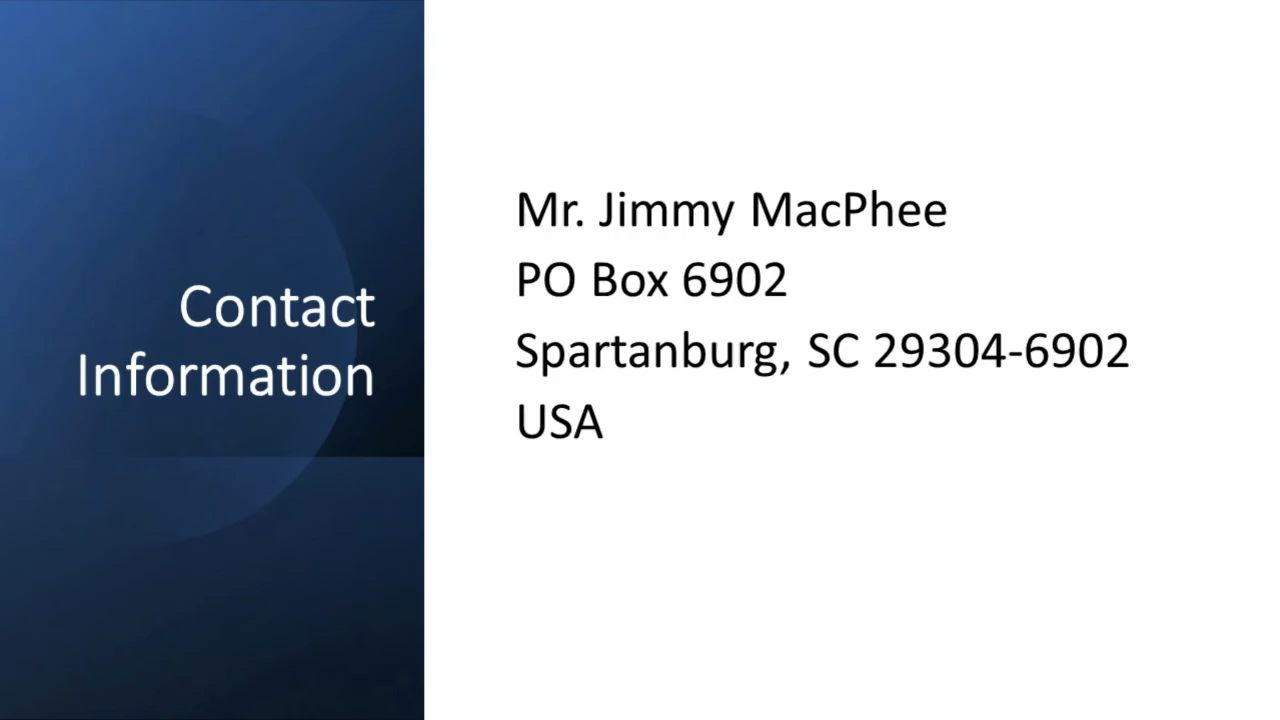 Contact
Information
Mr. Jimmy MacPhee
PO Box 6902
Spartanburg, SC 29304-6902
USA